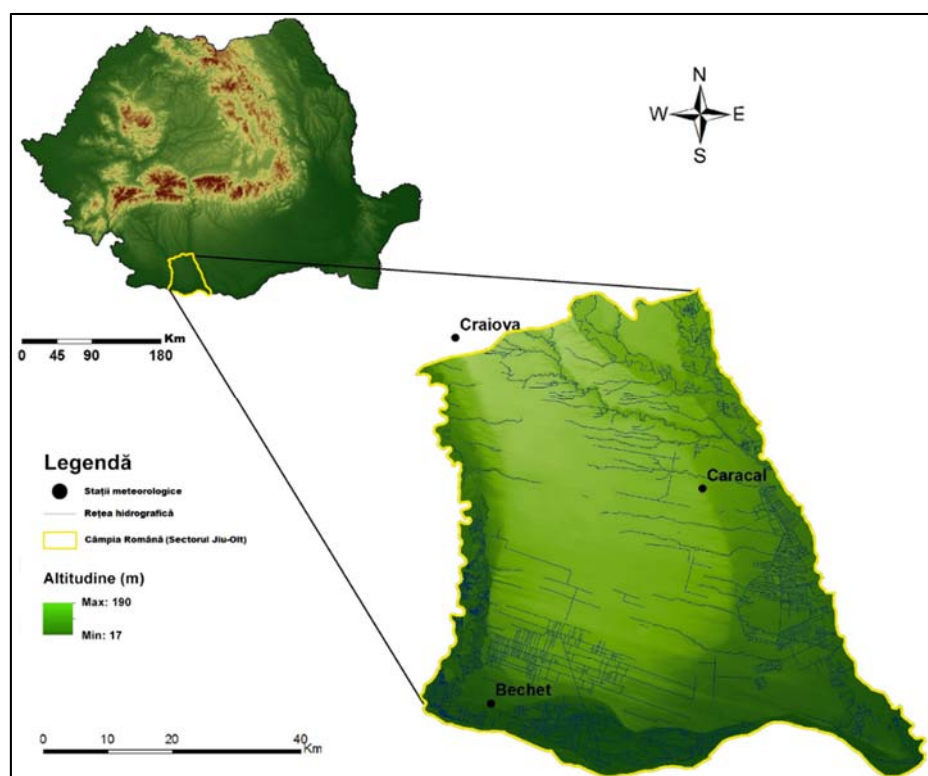 N
W E
S
Km
0 45 90 180
Craiova
Legendă
Stații meteorologice
Rețea hidrografică
Câmpia Română (Sectorul Jiu-Olt)
Caracal
Altitudine (m)
Max: 190
Min: 17
Bechet
0 10 20 40
Km